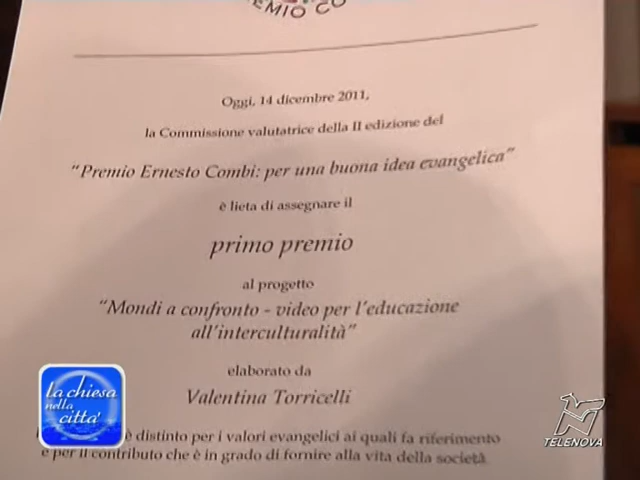 MIO CO
Oggi, 14 dicembre 2011,
la Commissione valutatrice della II edizione del
“Premio Ernesto Combi: per una buona idea evangelica”
è lieta di assegnare il
primo premio
al progetto
“Mondi a confronto - video per l'educazione
all'interculturalità”
elaborato da
Valentina Torricelli
è distinto per i valori evangelici ai quali fa riferimento
e per il contributo che è in grado di fornire alla vita della società.
la chiesa
nella
citta'
TELENOVA